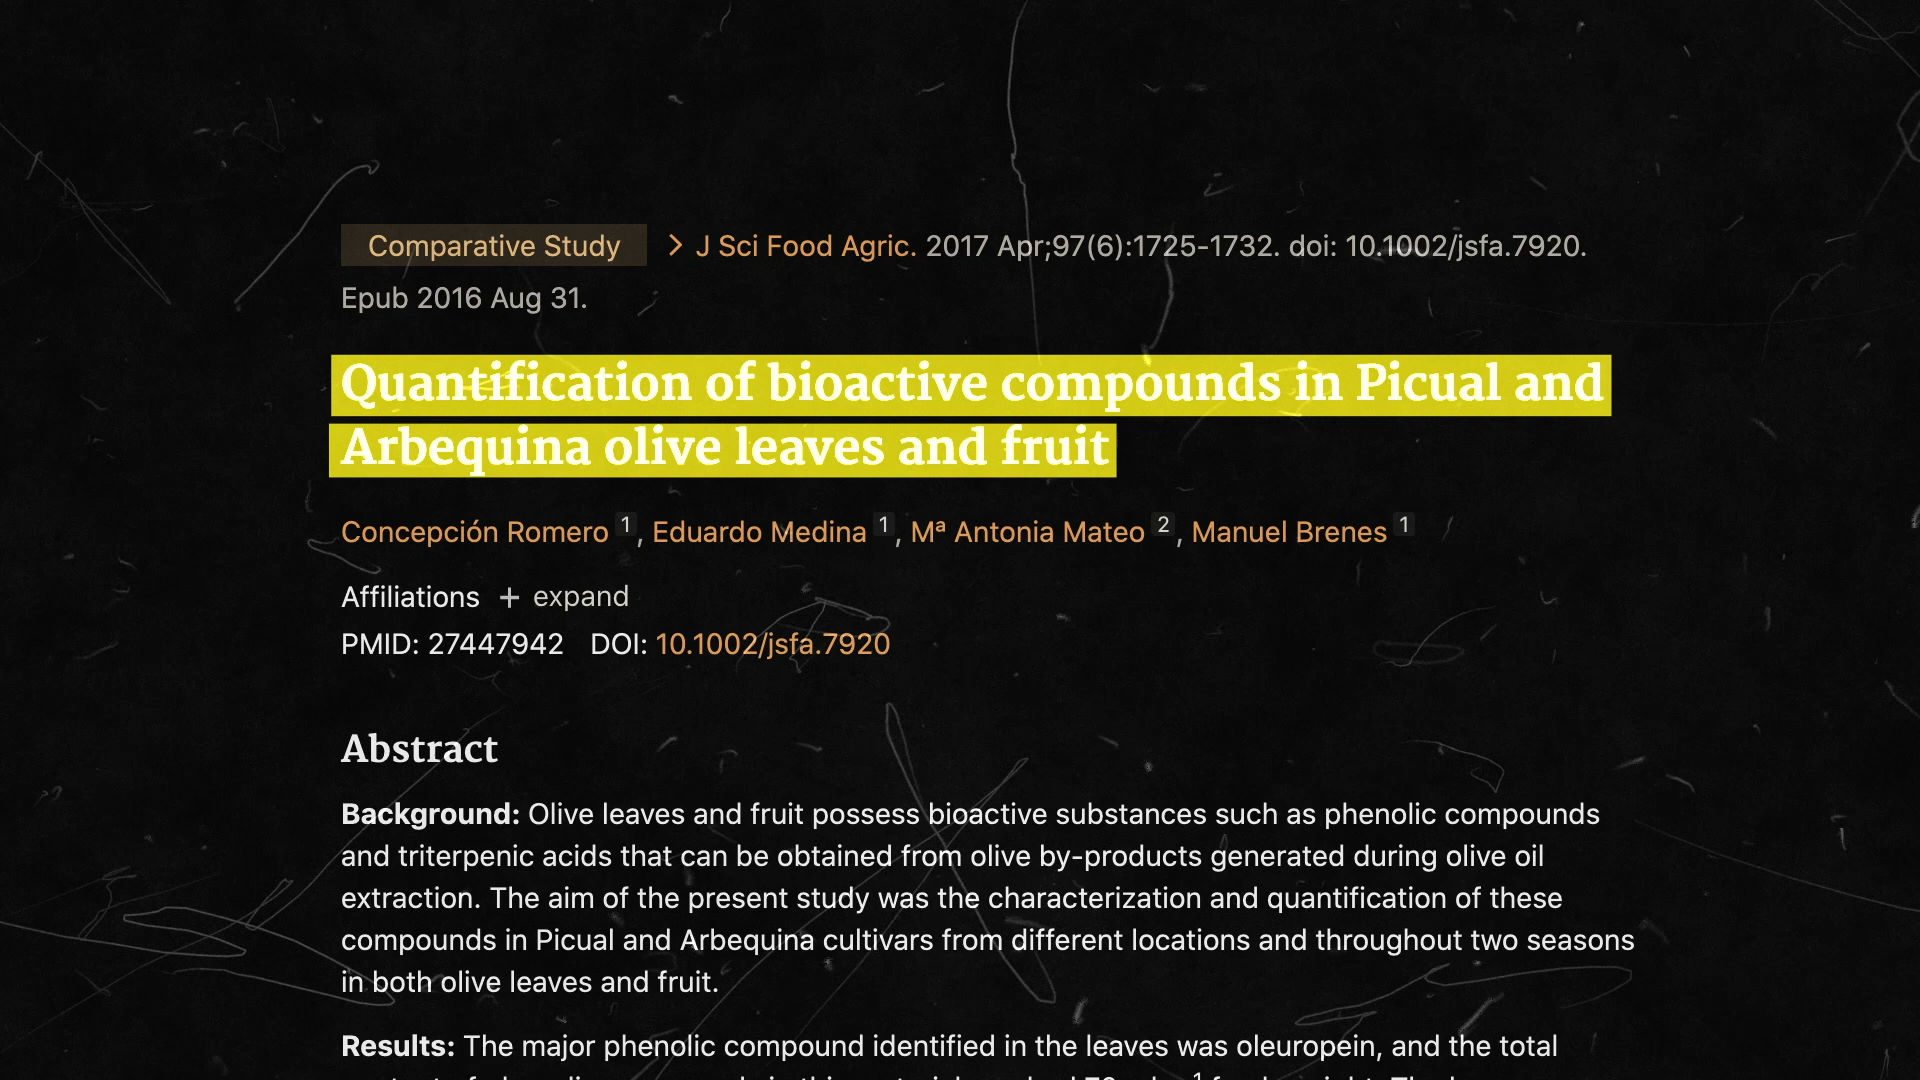 Comparative Study > J Sci Food Agric. 2017 Apr;97(6):1725-1732. doi: 10.1002/jsfa.7920.
Epub 2016 Aug 31.
Quantification of bioactive compounds in Picual and
Arbequina olive leaves and fruit
Concepción Romero 1, Eduardo Medina 1, Mª Antonia Mateo 2, Manuel Brenes 1
Affiliations + expand
PMID: 27447942 DOI: 10.1002/jsfa.7920
Abstract
Background: Olive leaves and fruit possess bioactive substances such as phenolic compounds
and triterpenic acids that can be obtained from olive by-products generated during olive oil
extraction. The aim of the present study was the characterization and quantification of these
compounds in Picual and Arbequina cultivars from different locations and throughout two seasons
in both olive leaves and fruit.
Results: The major phenolic compound identified in the leaves was oleuropein, and the total